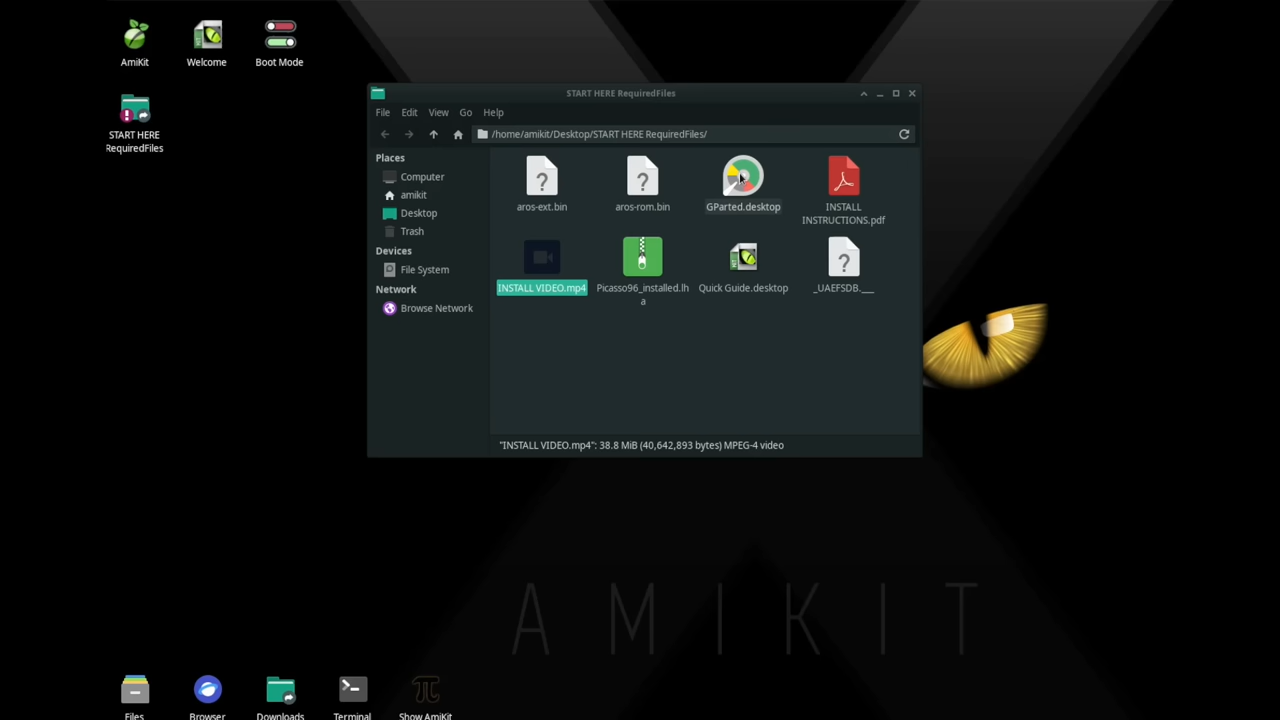 AmiKit
Welcome
Boot Mode
START HERE
RequiredFiles
START HERE RequiredFiles
File Edit View Go Help
/home/amikit/Desktop/START HERE RequiredFiles/
Places
Computer
amikit
Desktop
Trash
Devices
File System
Network
Browse Network
aros-ext.bin
aros-rom.bin
GParted.desktop
INSTALL
INSTRUCTIONS.pdf
INSTALL VIDEO.mp4
Picasso96_installed.lh
a
Quick Guide.desktop
_UAEFSDB.___
"INSTALL VIDEO.mp4": 38.8 MiB (40,642,893 bytes) MPEG-4 video
AMIKIT
Files
Browser
Downloads
Terminal
Show AmiKit